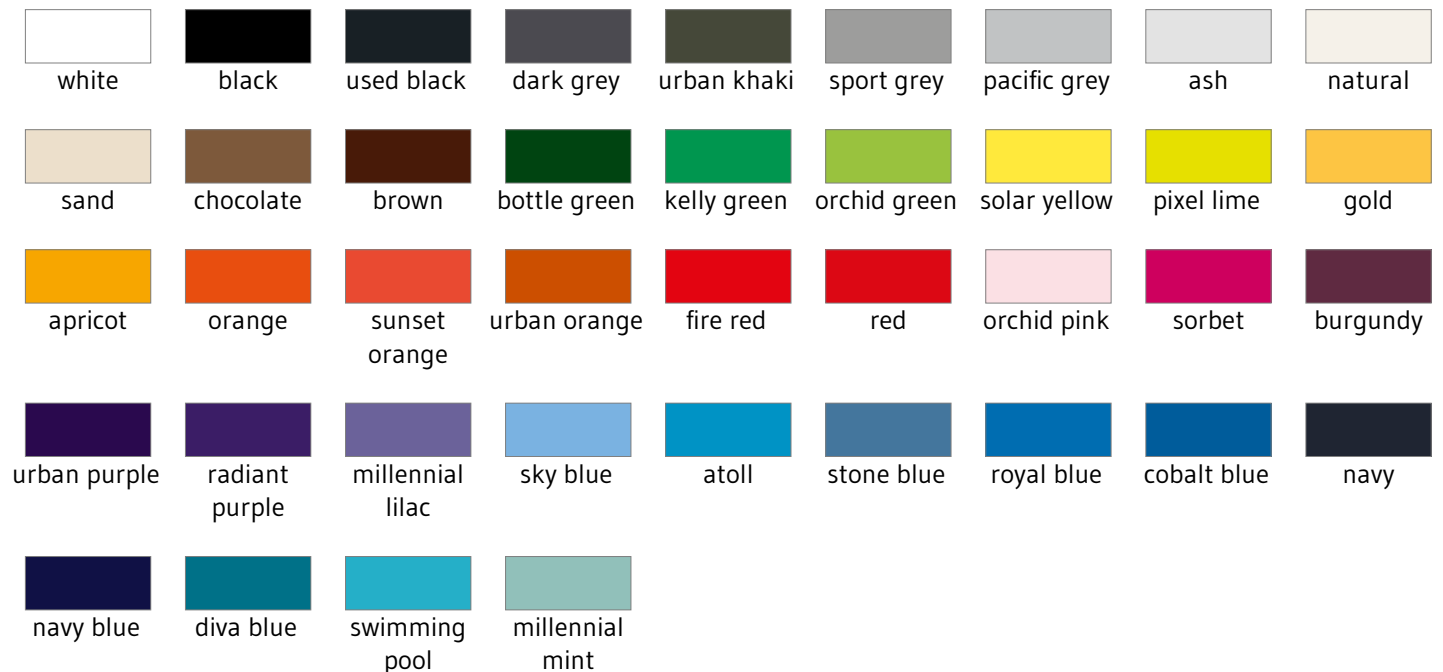 white black used black dark grey urban khaki sport grey pacific grey ash natural
sand chocolate brown bottle green kelly green orchid green solar yellow pixel lime gold
apricot orange sunset orange urban orange fire red red orchid pink sorbet burgundy
urban purple radiant purple millennial lilac sky blue atoll stone blue royal blue cobalt blue navy
navy blue diva blue swimming pool millennial mint